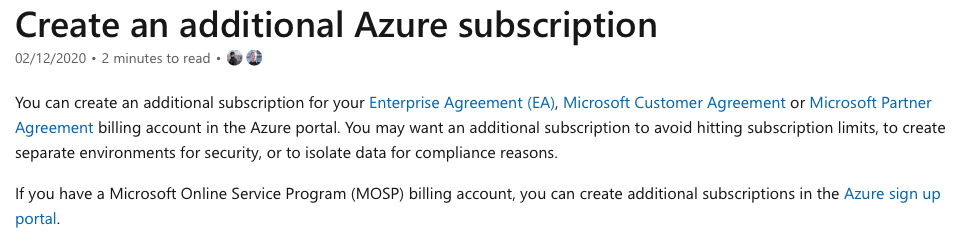 Create an additional Azure subscription
02/12/2020 • 2 minutes to read •
You can create an additional subscription for your Enterprise Agreement (EA), Microsoft Customer Agreement or Microsoft Partner
Agreement billing account in the Azure portal. You may want an additional subscription to avoid hitting subscription limits, to create
separate environments for security, or to isolate data for compliance reasons.
If you have a Microsoft Online Service Program (MOSP) billing account, you can create additional subscriptions in the Azure sign up
portal.